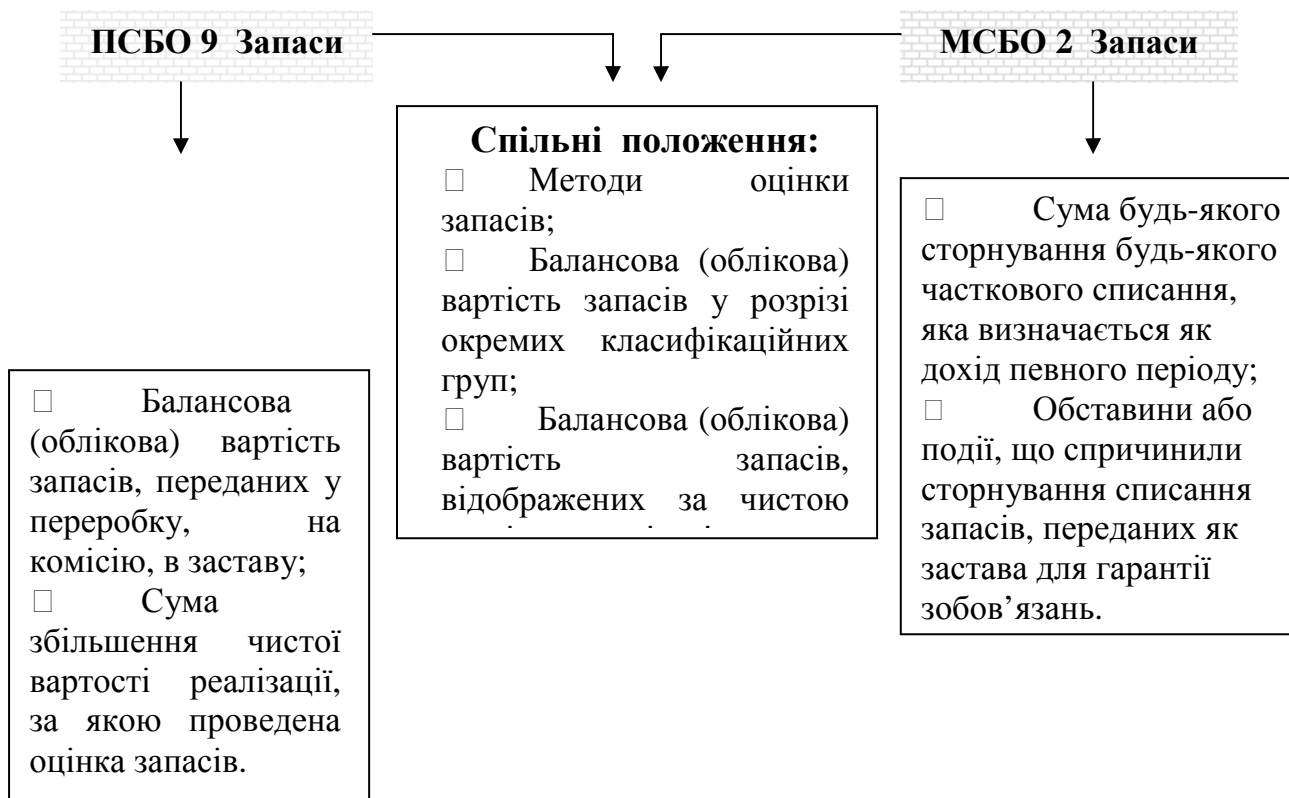 ПСБО 9 Запаси
МСБО 2 Запаси
Спільні положення:
□ Методи оцінки
запасів;
□ Балансова (облікова)
вартість запасів у розрізі
окремих класифікаційних
груп;
□ Балансова (облікова)
вартість запасів,
відображених за чистою
□ Балансова
(облікова) вартість
запасів, переданих у
переробку, на
комісію, в заставу;
□ Сума
збільшення чистої
вартості реалізації,
за якою проведена
оцінка запасів.
□ Сума будь-якого
сторнування будь-якого
часткового списання,
яка визначається як
дохід певного періоду;
□ Обставини або
події, що спричинили
сторнування списання
запасів, переданих як
застава для гарантії
зобов’язань.